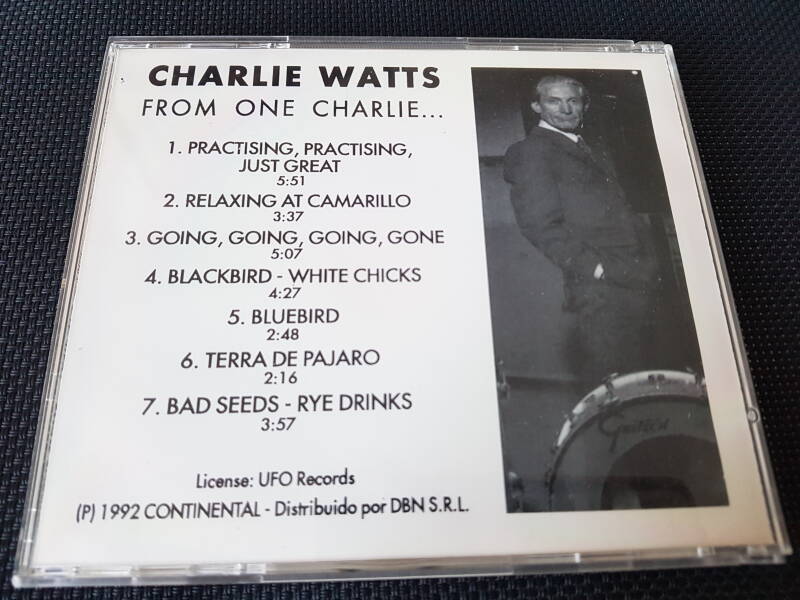 CHARLIE WATTS
FROM ONE CHARLIE...
1. PRACTISING, PRACTISING,
JUST GREAT
5:51
2. RELAXING AT CAMARILLO
3:37
3. GOING, GOING, GOING, GONE
5:07
4. BLACKBIRD - WHITE CHICKS
4:27
5. BLUEBIRD
2:48
6. TERRA DE PAJARO
2:16
7. BAD SEEDS - RYE DRINKS
3:57
License: UFO Records
(P) 1992 CONTINENTAL - Distribuido por DBN S.R.L.
Gretsch